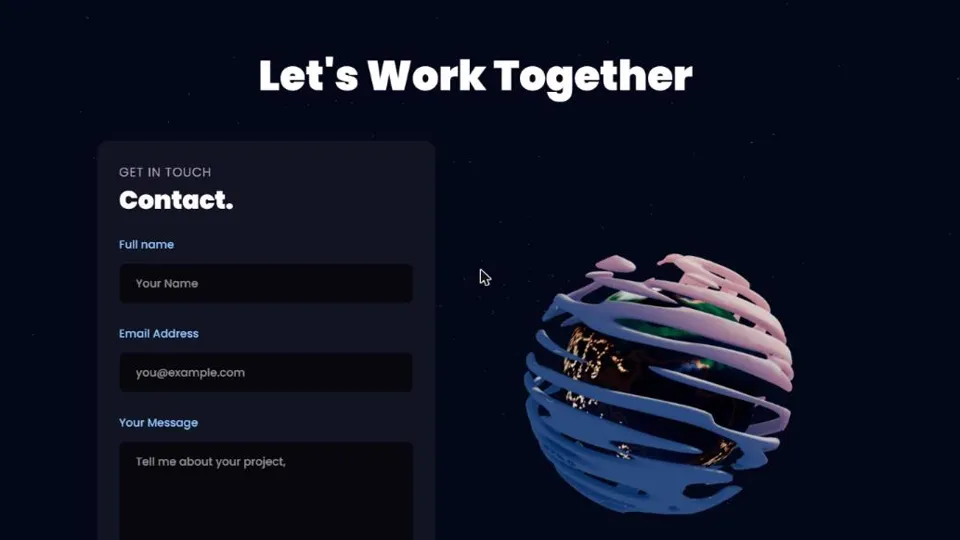 Let's Work Together
GET IN TOUCH
Contact.
Full name
Your Name
Email Address
you@example.com
Your Message
Tell me about your project,